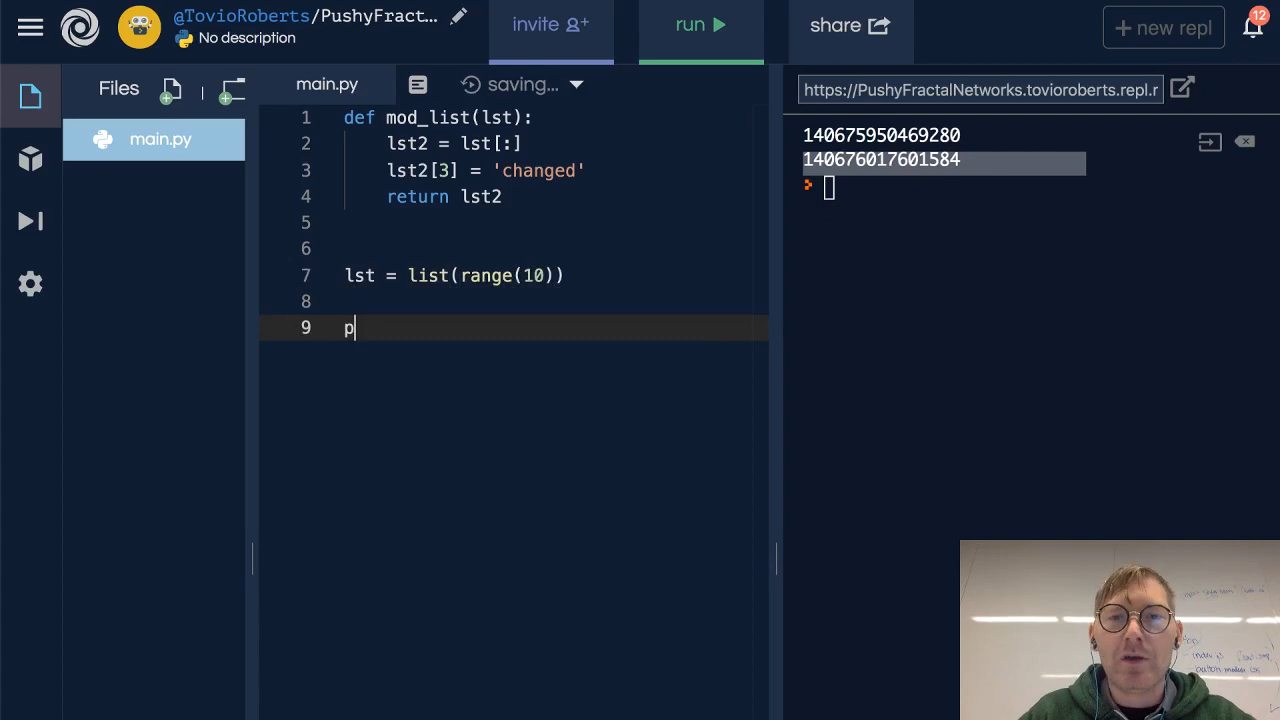 @TovioRoberts/PushyFract...
No description
invite
run
share
+ new repl
12
Files
main.py
saving...
https://PushyFractalNetworks.tovioroberts.repl.r
main.py
1 def mod_list(lst):
2 lst2 = lst[:]
3 lst2[3] = 'changed'
4 return lst2
5
6
7 lst = list(range(10))
8
9 p
140675950469280
140676017601584